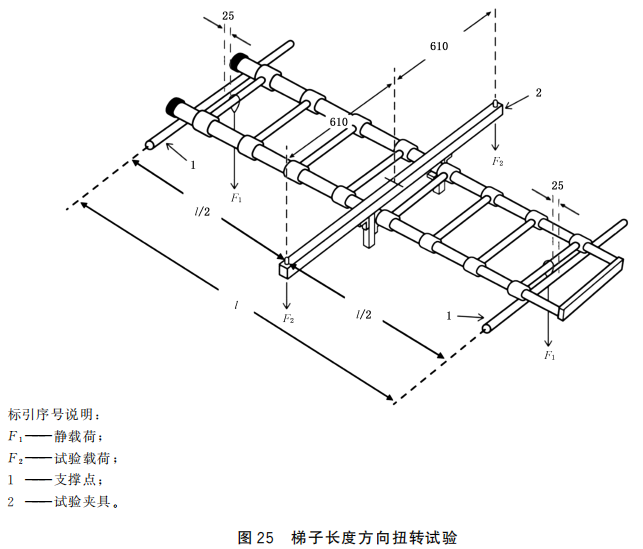 25
610
2
610
F₂
1
F₁
25
l/2
l
F₂
l/2
1
F₁
标引序号说明：
F₁——静载荷；
F₂——试验载荷；
1 ——支撑点；
2 ——试验夹具。
图 25 梯子长度方向扭转试验